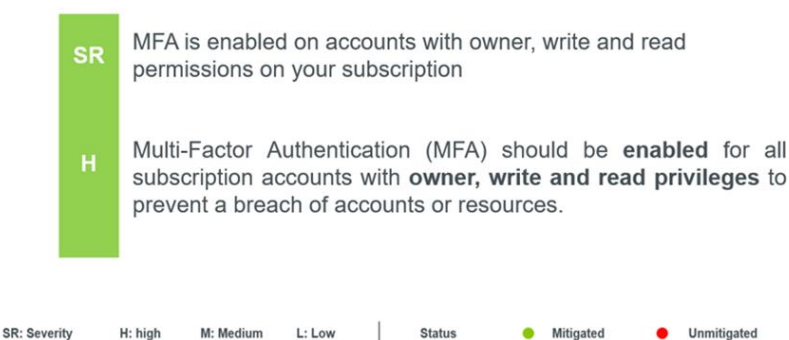 SR
MFA is enabled on accounts with owner, write and read
permissions on your subscription
H
Multi-Factor Authentication (MFA) should be enabled for all
subscription accounts with owner, write and read privileges to
prevent a breach of accounts or resources.
SR: Severity H: high M: Medium L: Low Status Mitigated Unmitigated